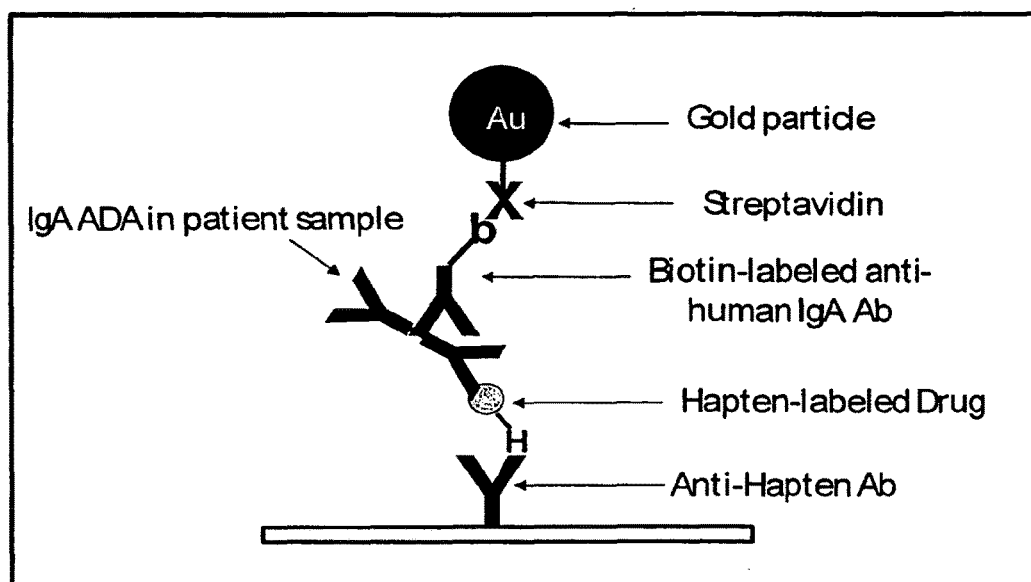 Au
Gold particle
IgA ADA in patient sample
Streptavidin
b
Biotin-labeled anti-
human IgA Ab
Hapten-labeled Drug
H
Anti-Hapten Ab